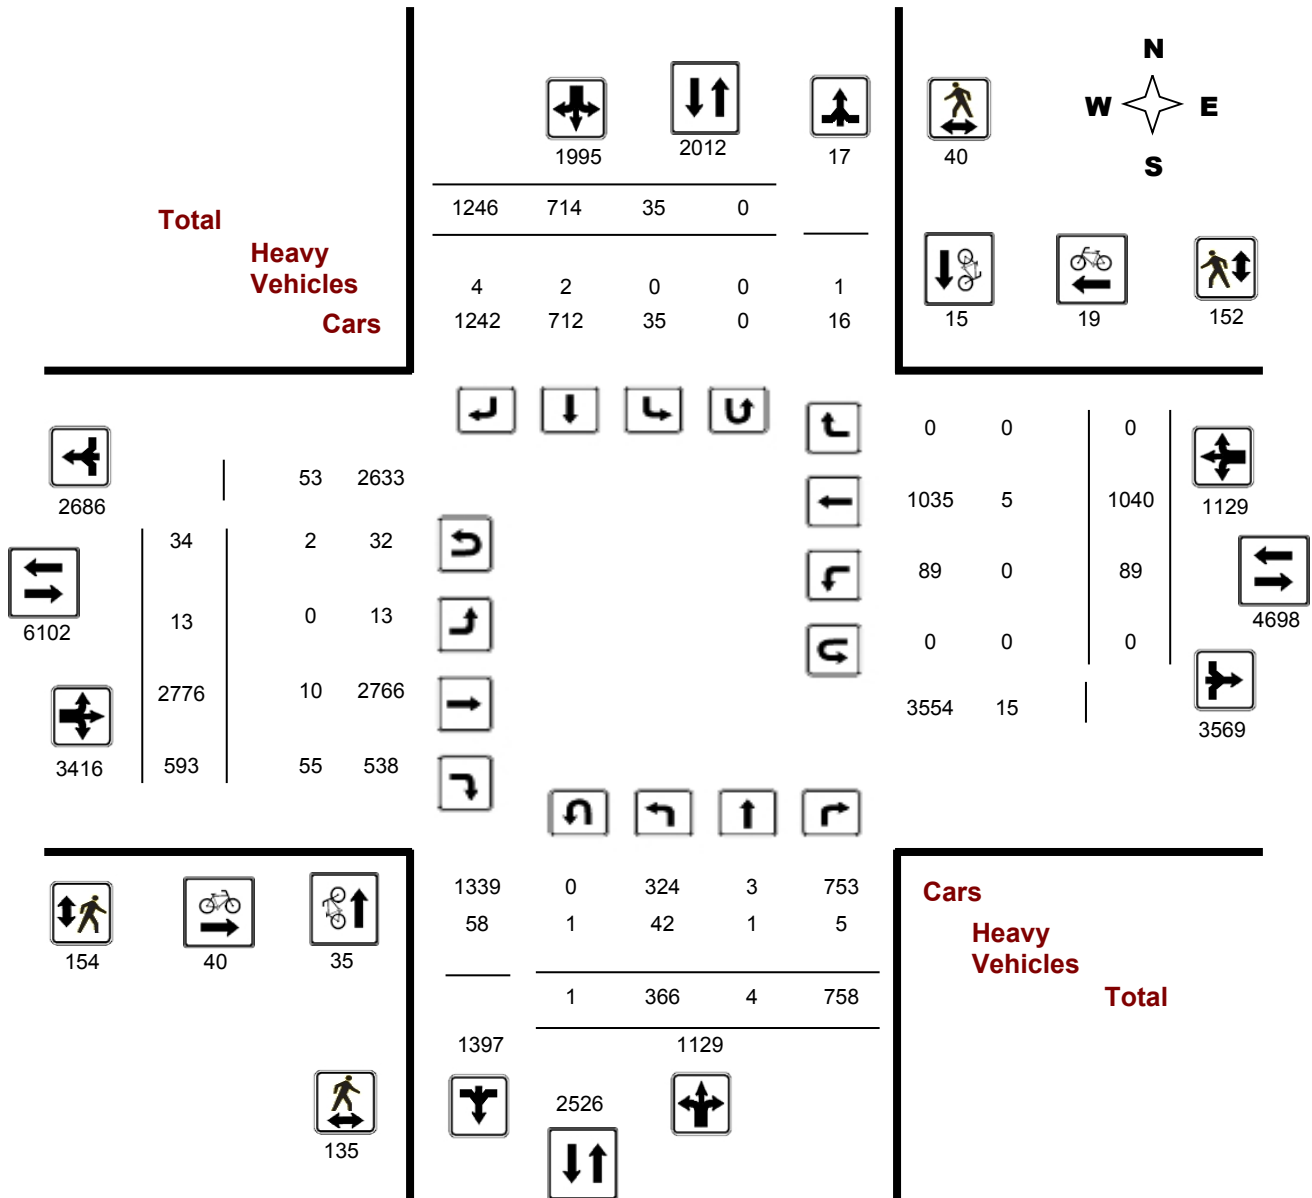 N
W E
S
1995 2012 17 40
1246 714 35 0
Total
Heavy
Vehicles
4 2 0 0 1
Cars
1242 712 35 0 16
15 19 152
0 0 0
53 2633
2686
1035 5 1040 1129
34 2 32
89 0 89
13 0 13
6102
4698
0 0 0
2776 10 2766
3554 15
3569
3416 593 55 538
1339 0 324 3 753
Cars
58 1 42 1 5
Heavy
Vehicles
154 40 35
1 366 4 758
Total
1397 1129
2526
135